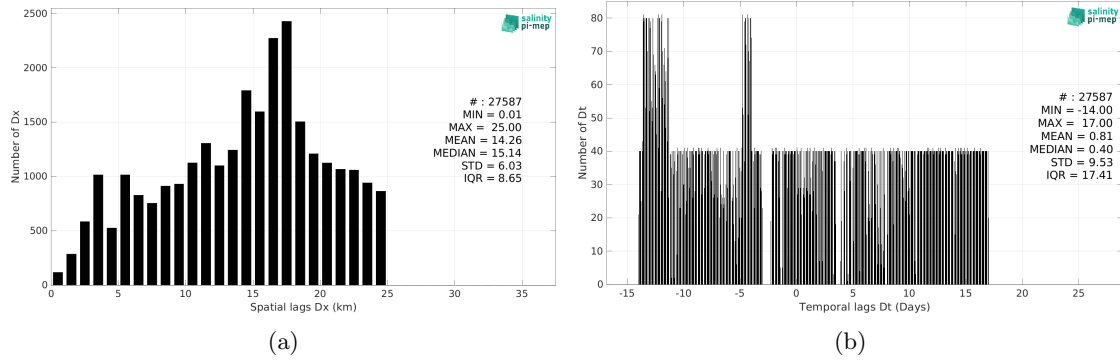 2500
2000
1500
1000
500
0
0 5 10 15 20 25 30 35
Number of Dx
Spatial lags Dx (km)
salinity
pi-mep
# : 27587
MIN = 0.01
MAX = 25.00
MEAN = 14.26
MEDIAN = 15.14
STD = 6.03
IQR = 8.65
(a)
80
70
60
50
40
30
20
10
0
-15 -10 -5 0 5 10 15 20 25
Number of Dt
Temporal lags Dt (Days)
salinity
pi-mep
# : 27587
MIN = -14.00
MAX = 17.00
MEAN = 0.81
MEDIAN = 0.40
STD = 9.53
IQR = 17.41
(b)